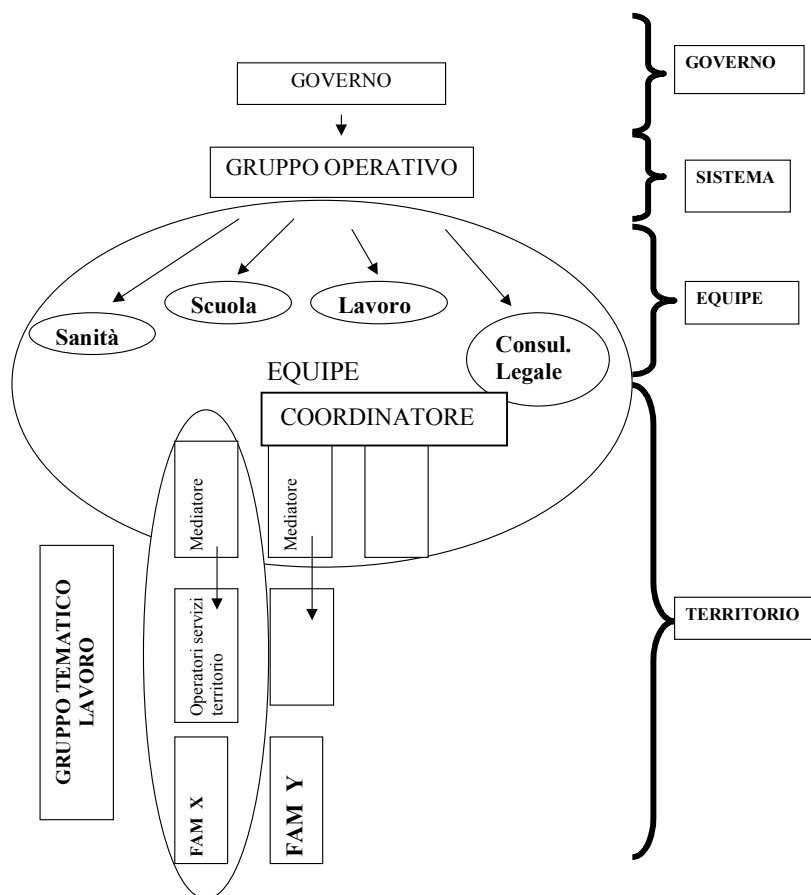 GOVERNO
GOVERNO
GRUPPO OPERATIVO
SISTEMA
Sanità
Scuola
Lavoro
Consul.
Legale
EQUIPE
EQUIPE
COORDINATORE
Mediatore
Mediatore
GRUPPO TEMATICO
LAVORO
Operatori servizi
territorio
TERRITORIO
FAM X
FAM Y